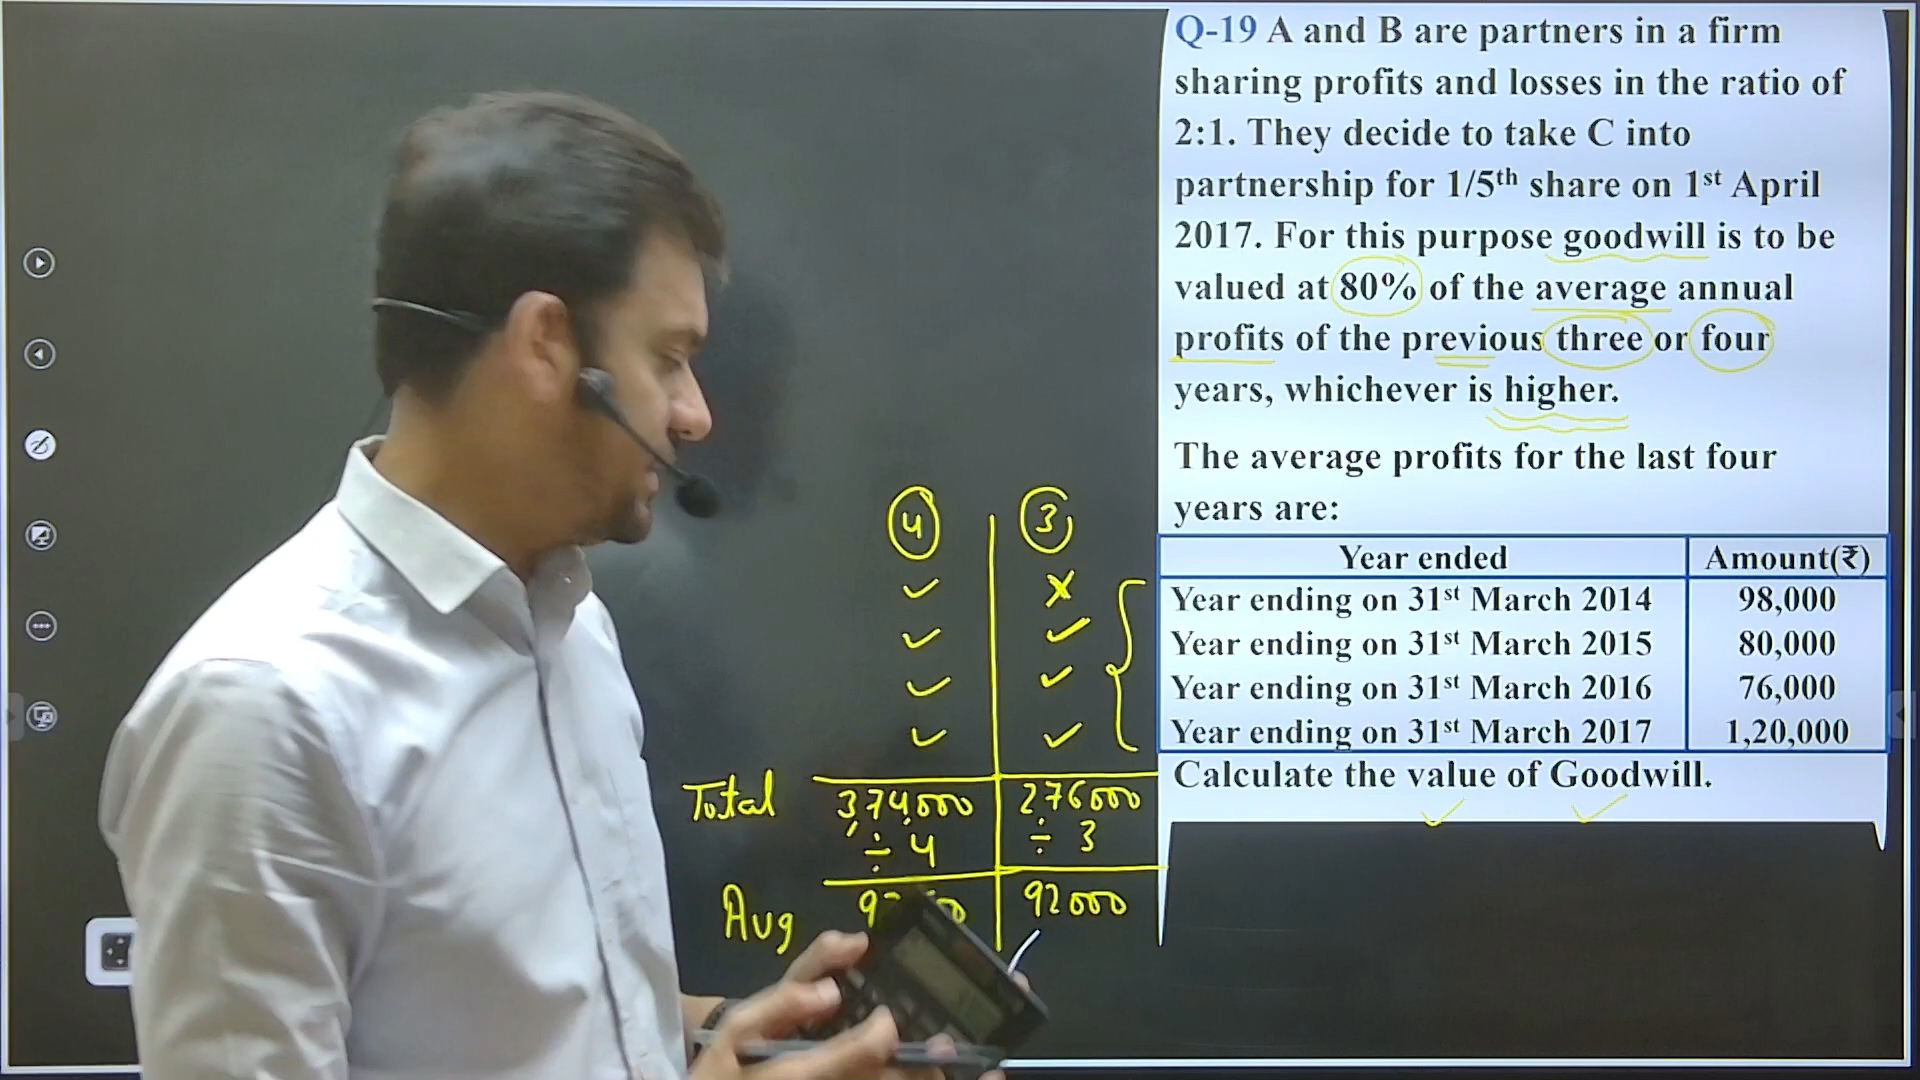 Q-19 A and B are partners in a firm
sharing profits and losses in the ratio of
2:1. They decide to take C into
partnership for 1/5th share on 1st April
2017. For this purpose goodwill is to be
valued at 80% of the average annual
profits of the previous three or four
years, whichever is higher.
The average profits for the last four
years are:
Year ended Amount(₹)
Year ending on 31st March 2014 98,000
Year ending on 31st March 2015 80,000
Year ending on 31st March 2016 76,000
Year ending on 31st March 2017 1,20,000
Calculate the value of Goodwill.
4 3
Total 3,74,000 2,76000
÷ 4 ÷ 3
Avg 92000